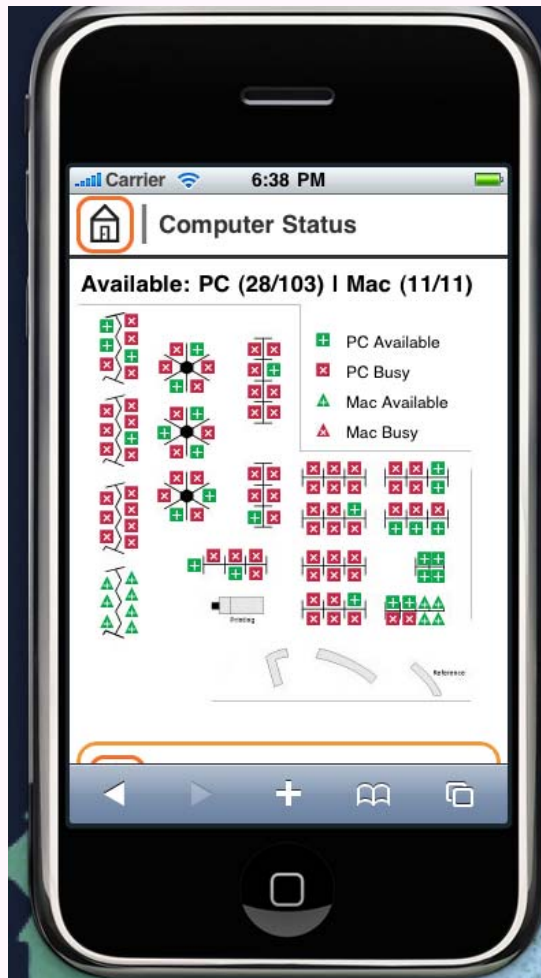 Carrier 6:38 PM
Computer Status
Available: PC (28/103) | Mac (11/11)
PC Available
PC Busy
Mac Available
Mac Busy
Printing
Reference